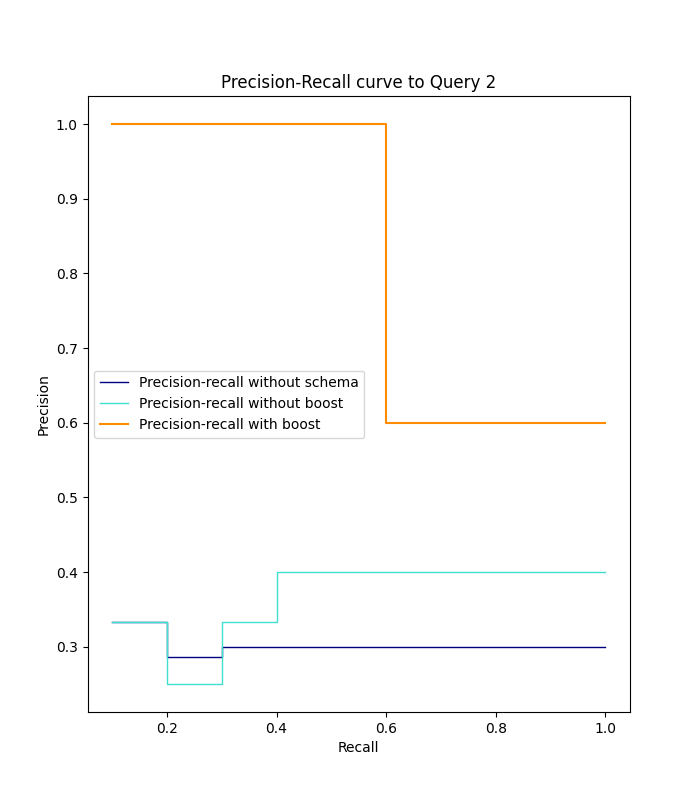 Precision-Recall curve to Query 2
1.0
0.9
0.8
0.7
0.6
0.5
0.4
0.3
Precision
Precision-recall without schema
Precision-recall without boost
Precision-recall with boost
0.2 0.4 0.6 0.8 1.0
Recall